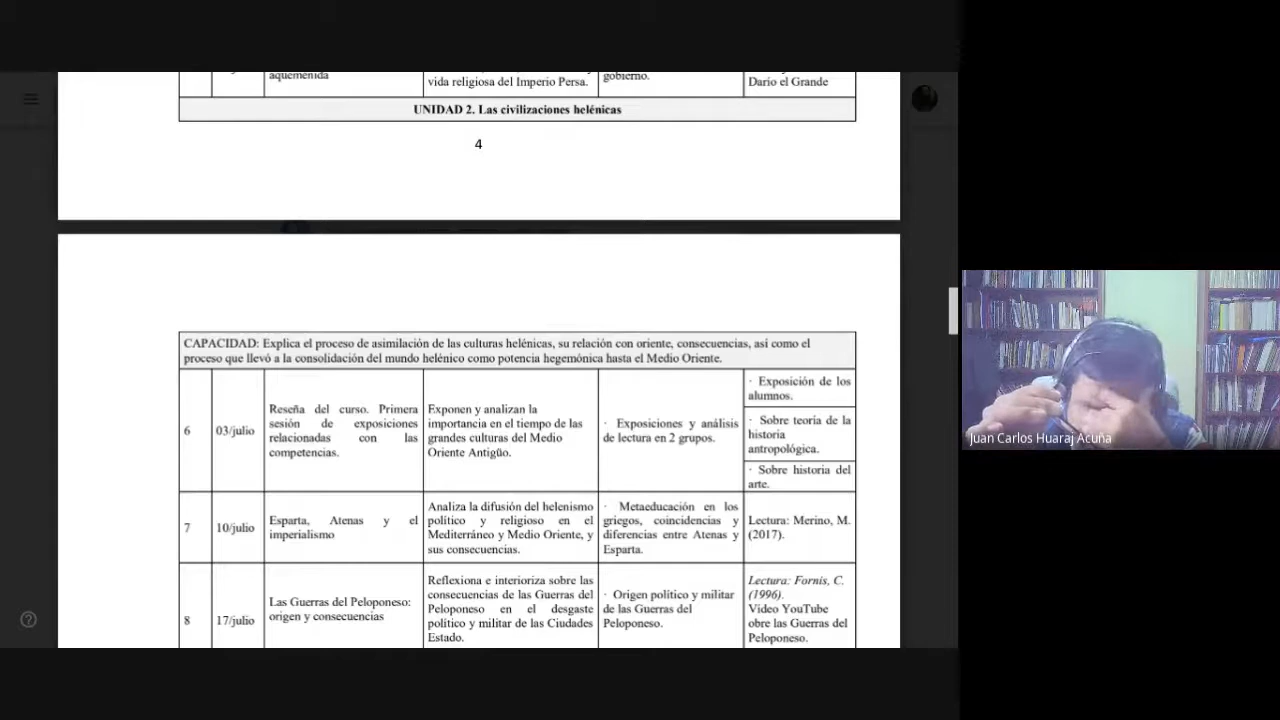 aqueménida
vida religiosa del Imperio Persa.
gobierno.
Darío el Grande
UNIDAD 2. Las civilizaciones helénicas
4
CAPACIDAD: Explica el proceso de asimilación de las culturas helénicas, su relación con oriente, consecuencias, así como el
proceso que llevó a la consolidación del mundo helénico como potencia hegemónica hasta el Medio Oriente.
6
03/julio
Reseña del curso. Primera
sesión de exposiciones
relacionadas con las
competencias.
Exponen y analizan la
importancia en el tiempo de las
grandes culturas del Medio
Oriente Antigüo.
· Exposiciones y análisis
de lectura en 2 grupos.
· Exposición de los
alumnos.
· Sobre teoría de la
historia
antropológica.
· Sobre historia del
arte.
7
10/julio
Esparta, Atenas y el
imperialismo
Analiza la difusión del helenismo
político y religioso en el
Mediterráneo y Medio Oriente, y
sus consecuencias.
· Metaeducación en los
griegos, coincidencias y
diferencias entre Atenas y
Esparta.
Lectura: Merino, M.
(2017).
8
17/julio
Las Guerras del Peloponeso:
origen y consecuencias
Reflexiona e interioriza sobre las
consecuencias de las Guerras del
Peloponeso en el desgaste
político y militar de las Ciudades
Estado.
· Origen político y militar
de las Guerras del
Peloponeso.
Lectura: Fornis, C.
(1996).
Video YouTube
obre las Guerras del
Peloponeso.
Juan Carlos Huaraj Acuña